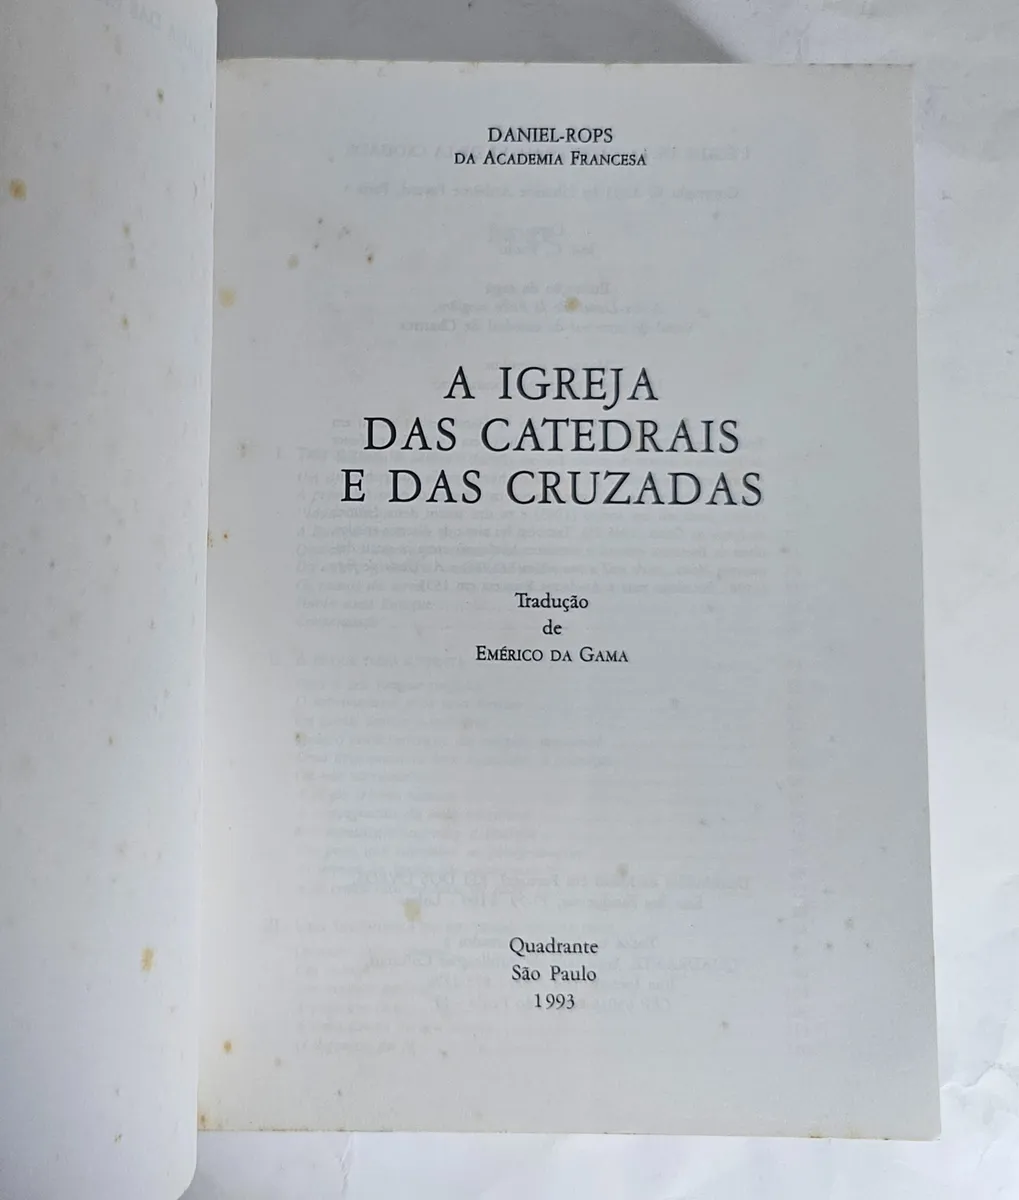 DANIEL-ROPS
DA ACADEMIA FRANCESA
A IGREJA
DAS CATEDRAIS
E DAS CRUZADAS
Tradução
de
EMÉRICO DA GAMA
Quadrante
São Paulo
1993